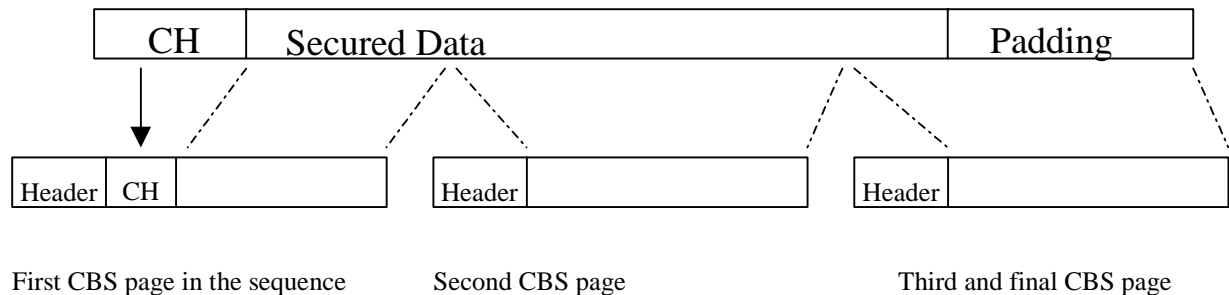 CH Secured Data Padding
Header CH Header Header
First CBS page in the sequence Second CBS page Third and final CBS page